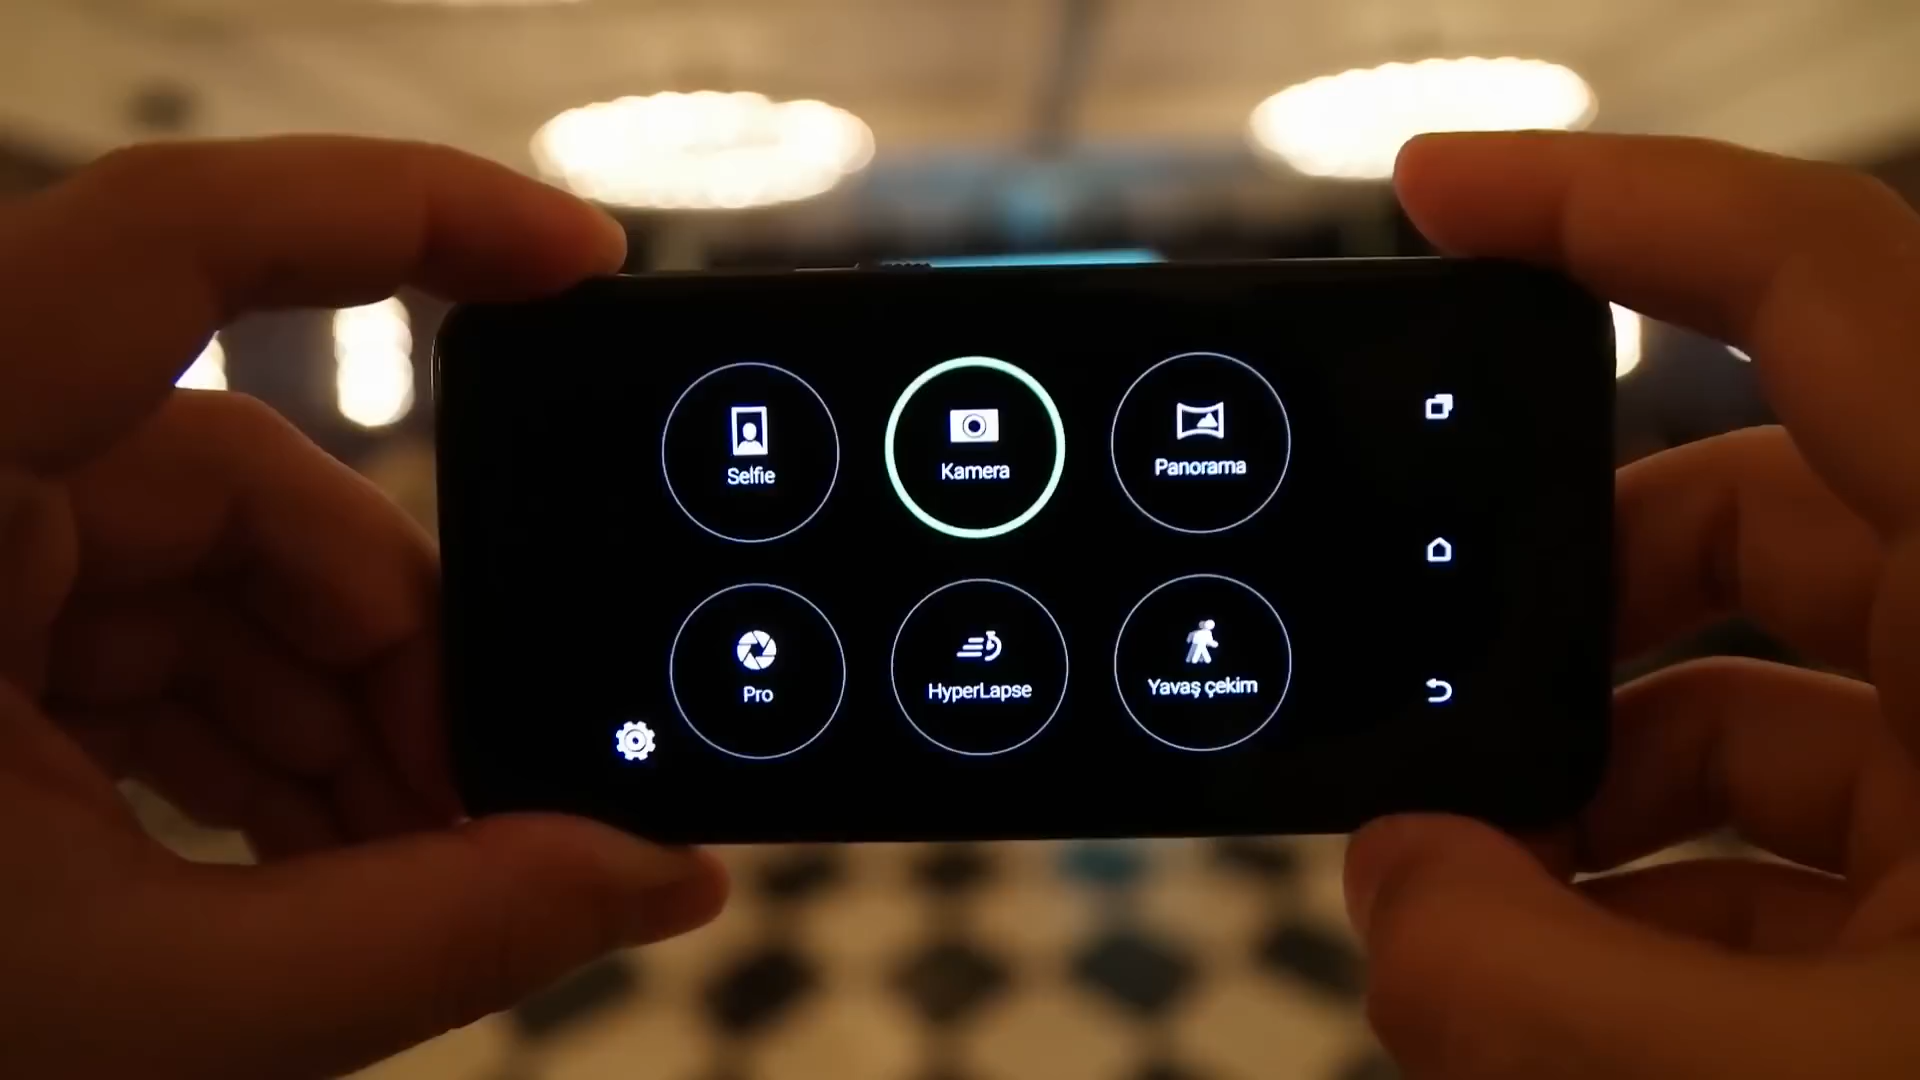 Selfie
Kamera
Panorama
Pro
HyperLapse
Yavaş çekim